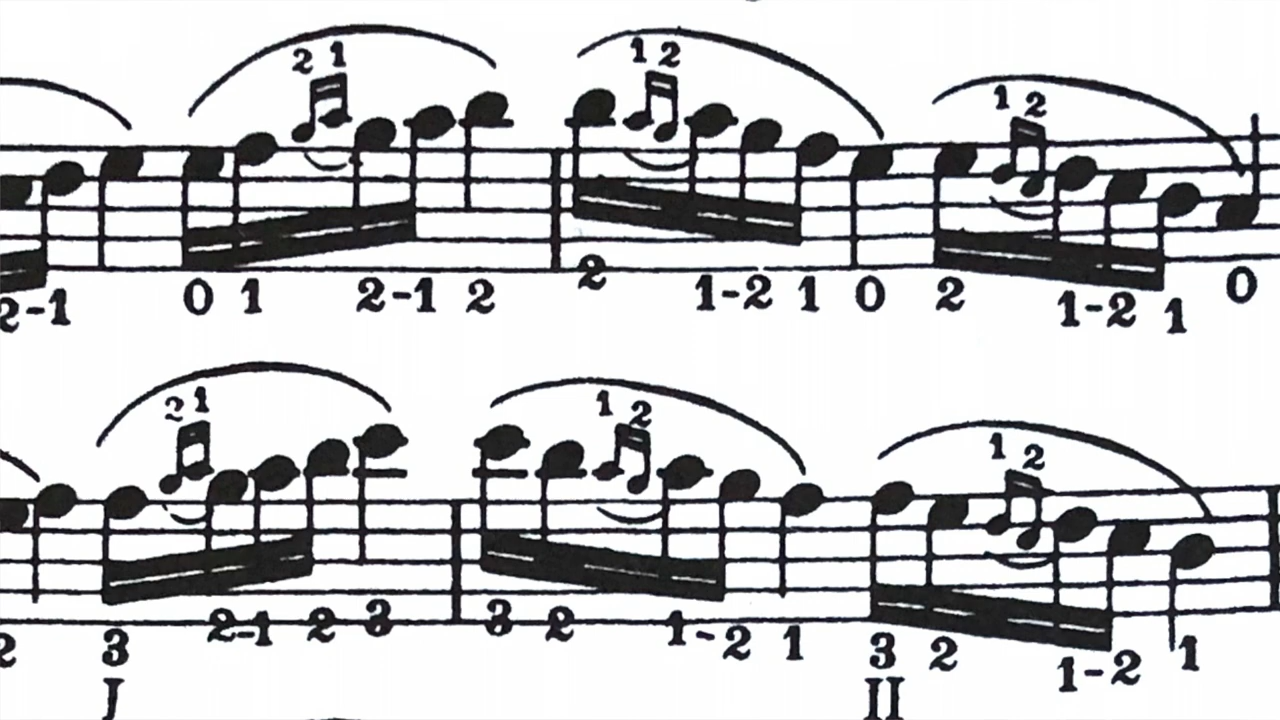 2 1 1 2 1 2
2-1 0 1 2-1 2 2 1-2 1 0 2 1-2 1 0
2 1 1 2 1 2
2 3 2-1 2 3 3 2 1-2 1 3 2 1-2 1
I II